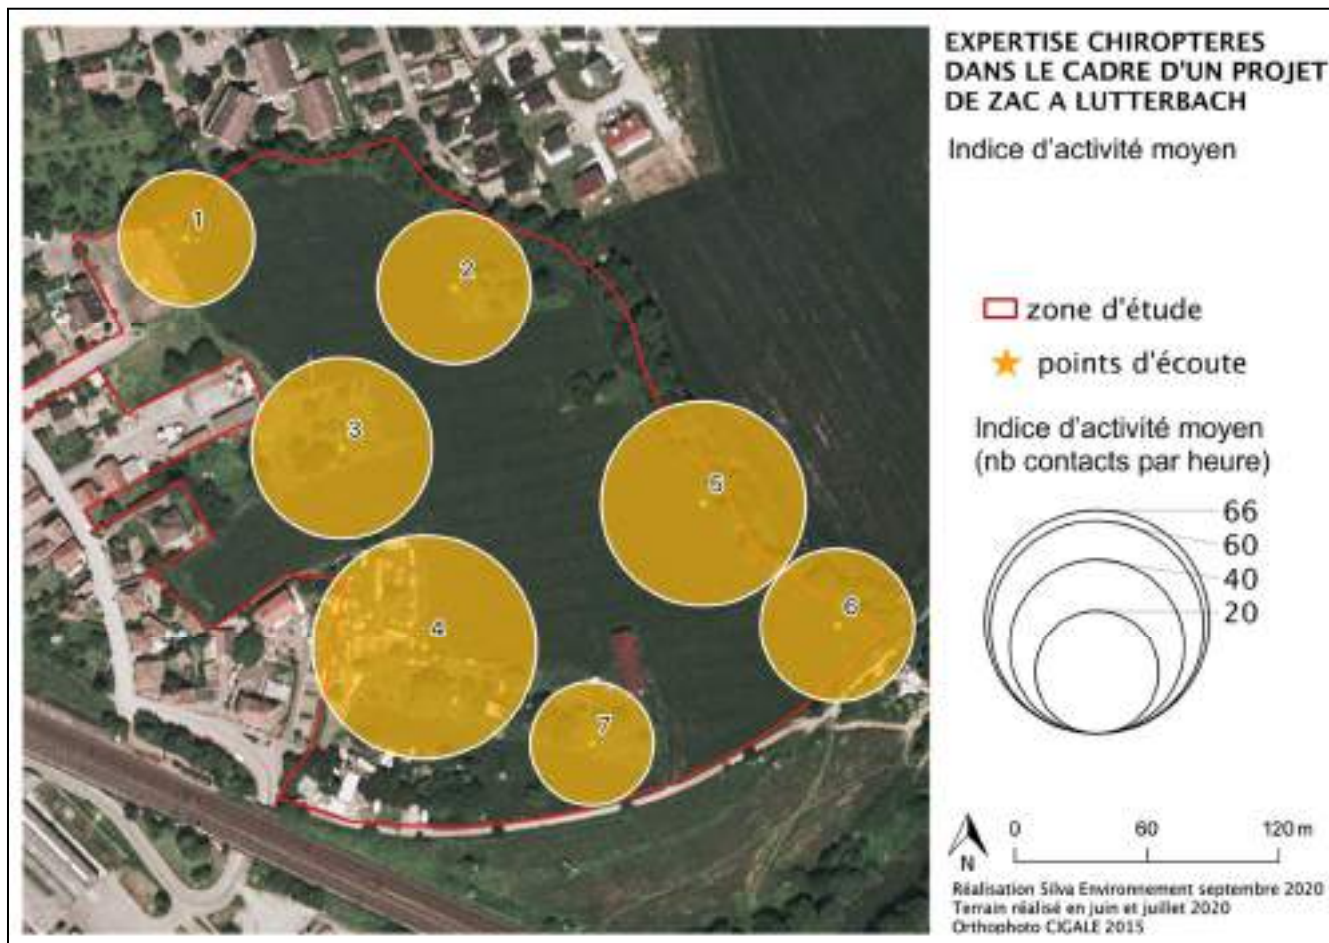 EXPERTISE CHIROPTERES
DANS LE CADRE D'UN PROJET
DE ZAC A LUTTERBACH
Indice d'activité moyen
1
2
3
4
5
6
7
zone d'étude
points d'écoute
Indice d'activité moyen
(nb contacts par heure)
66
60
40
20
N
0 60 120 m
Réalisation Silva Environnement septembre 2020
Terrain réalisé en juin et juillet 2020
Orthophoto CIGALE 2015